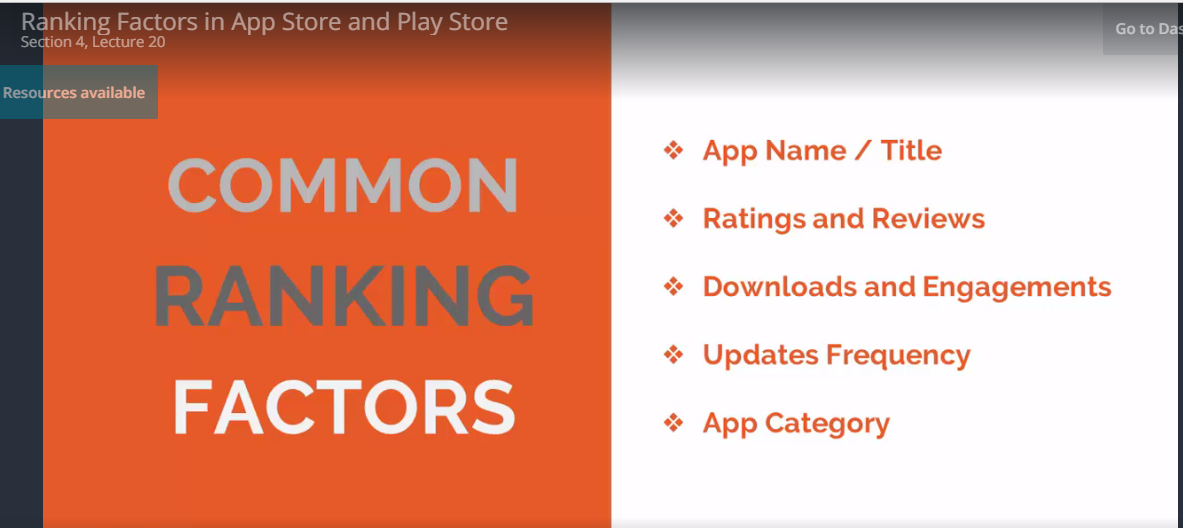 Ranking Factors in App Store and Play Store
Section 4, Lecture 20
Go to Das
Resources available
COMMON
RANKING
FACTORS
❖ App Name / Title
❖ Ratings and Reviews
❖ Downloads and Engagements
❖ Updates Frequency
❖ App Category